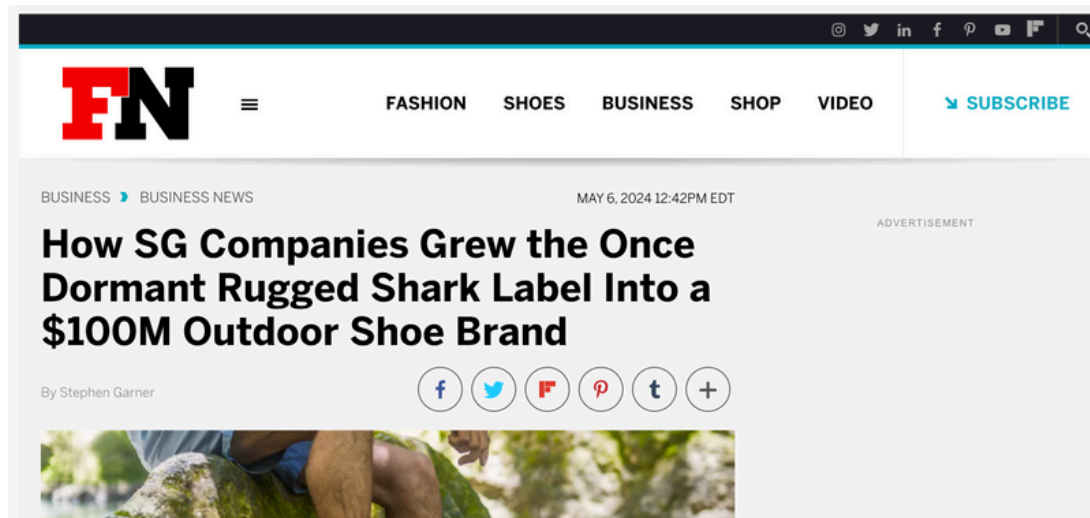 FN
FASHION SHOES BUSINESS SHOP VIDEO SUBSCRIBE
BUSINESS BUSINESS NEWS MAY 6, 2024 12:42PM EDT
ADVERTISEMENT
How SG Companies Grew the Once
Dormant Rugged Shark Label Into a
$100M Outdoor Shoe Brand
By Stephen Garner